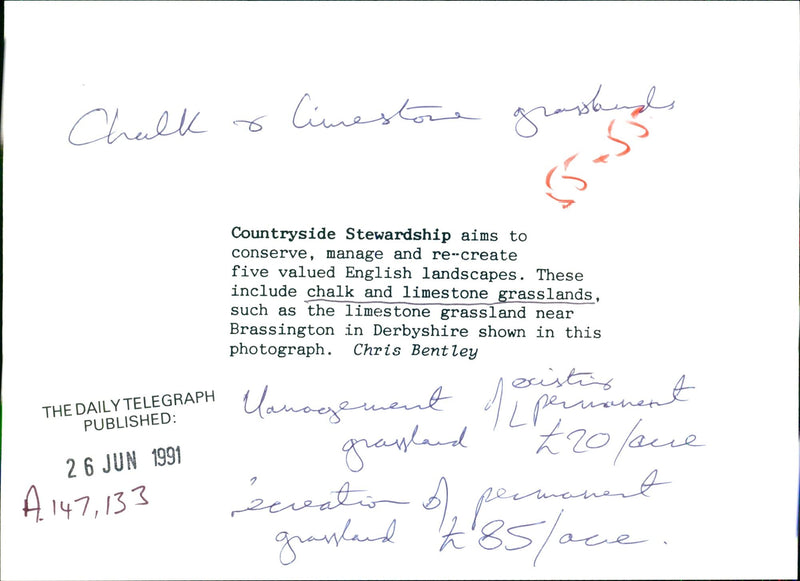 Chalk & limestone grasslands
Countryside Stewardship aims to
conserve, manage and re-create
five valued English landscapes. These
include chalk and limestone grasslands,
such as the limestone grassland near
Brassington in Derbyshire shown in this
photograph. Chris Bentley
THE DAILY TELEGRAPH
PUBLISHED:
26 JUN 1991
A.147,133
Management of existing permanent
grassland £20/acre
recreation of permanent
grassland £85/acre.